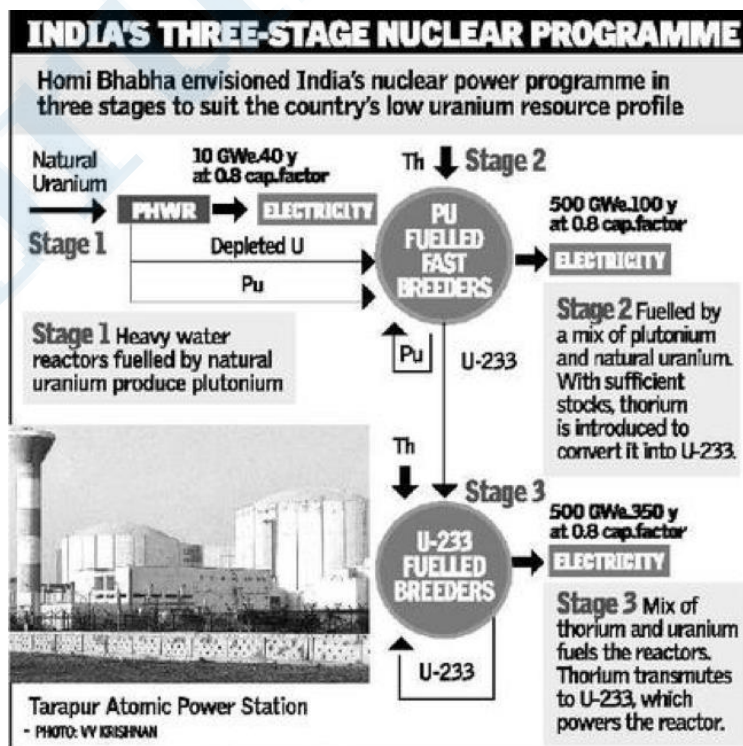 INDIA'S THREE-STAGE NUCLEAR PROGRAMME
Homi Bhabha envisioned India's nuclear power programme in
three stages to suit the country's low uranium resource profile
Natural
Uranium
10 GWe.40 y
at 0.8 cap.factor
Th
Stage 2
PHWR
ELECTRICITY
Stage 1
Depleted U
Pu
PU
FUELLED
FAST
BREEDERS
500 GWe.100 y
at 0.8 cap.factor
ELECTRICITY
Stage 1 Heavy water
reactors fuelled by natural
uranium produce plutonium
Pu
U-233
Stage 2 Fuelled by
a mix of plutonium
and natural uranium.
With sufficient
stocks, thorium
is introduced to
convert it into U-233.
Th
Stage 3
U-233
FUELLED
BREEDERS
500 GWe.350 y
at 0.8 cap.factor
ELECTRICITY
U-233
Stage 3 Mix of
thorium and uranium
fuels the reactors.
Thorium transmutes
to U-233, which
powers the reactor.
Tarapur Atomic Power Station
- PHOTO: VV KRISHNAN